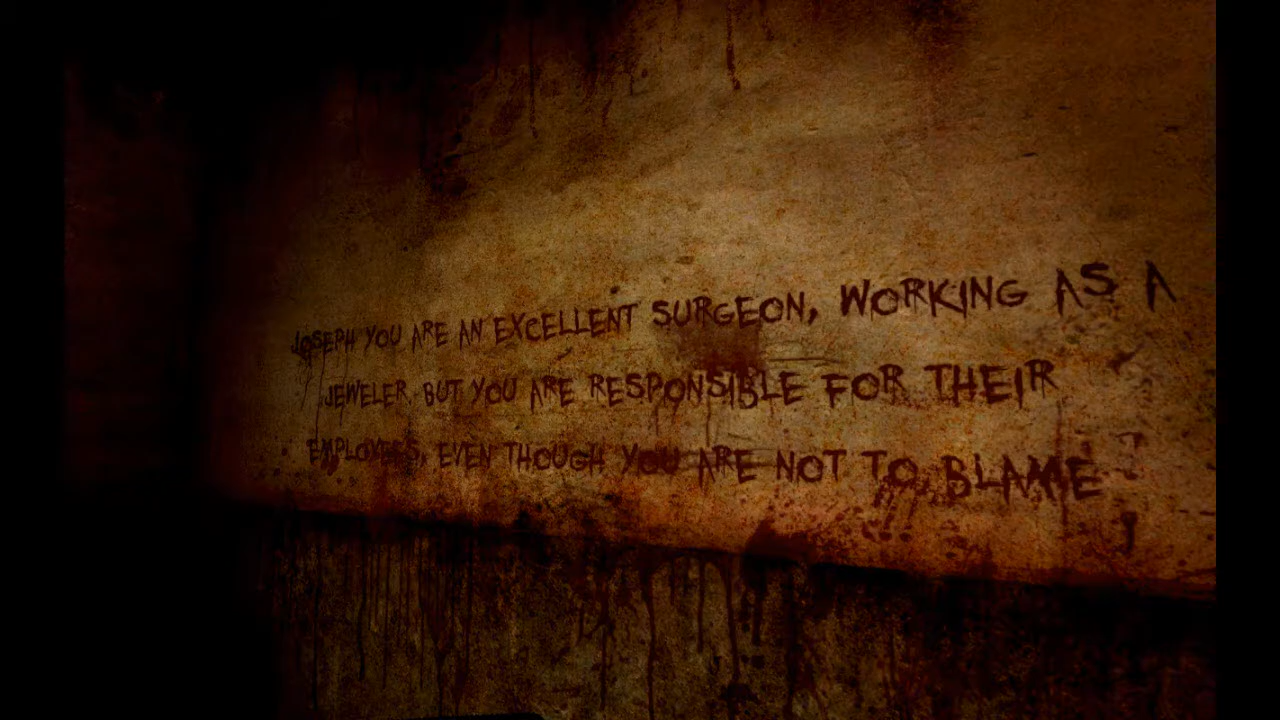 JOSEPH YOU ARE AN EXCELLENT SURGEON, WORKING AS A
JEWELER, BUT YOU ARE RESPONSIBLE FOR THEIR
EMPLOYERS, EVEN THOUGH YOU ARE NOT TO BLAME